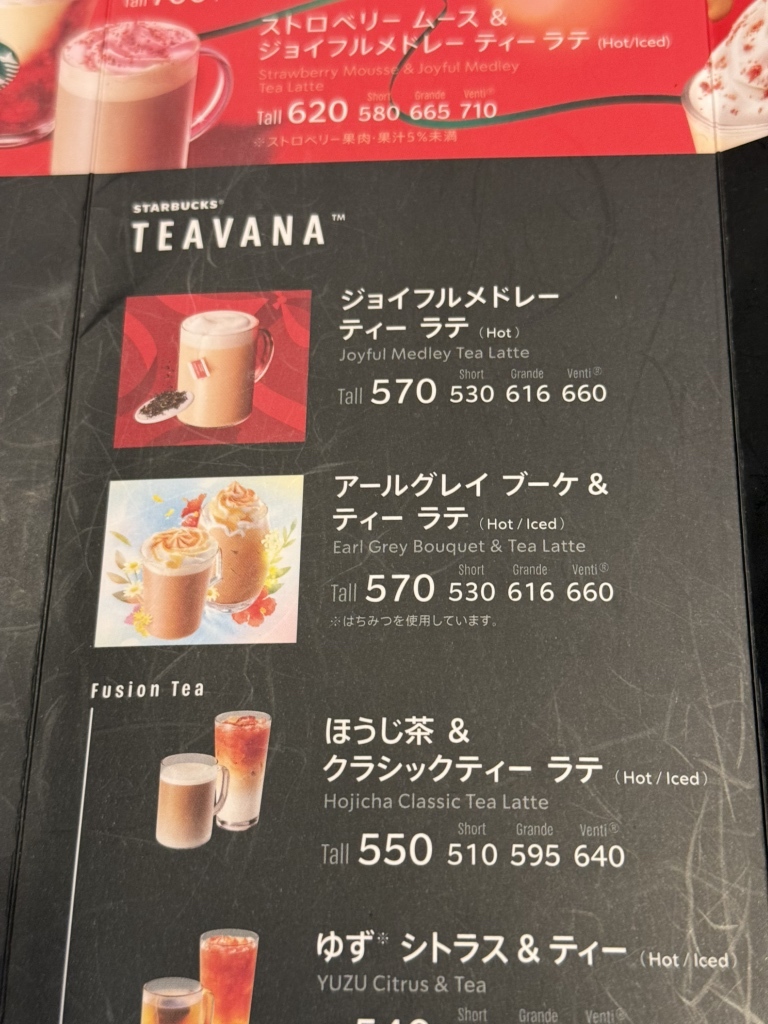 Tall
ストロベリー ムース &
ジョイフルメドレー ティー ラテ (Hot/Iced)
Strawberry Mousse & Joyful Medley
Tea Latte
Short Grande Venti®
Tall 620 580 665 710
※ストロベリー果肉・果汁5%未満
STARBUCKS®
TEAVANA™
ジョイフルメドレー
ティー ラテ (Hot)
Joyful Medley Tea Latte
Short Grande Venti®
Tall 570 530 616 660
アールグレイ ブーケ &
ティー ラテ (Hot / Iced)
Earl Grey Bouquet & Tea Latte
Short Grande Venti®
Tall 570 530 616 660
※はちみつを使用しています。
Fusion Tea
ほうじ茶 &
クラシックティー ラテ (Hot / Iced)
Hojicha Classic Tea Latte
Short Grande Venti®
Tall 550 510 595 640
ゆず※ シトラス & ティー (Hot / Iced)
YUZU Citrus & Tea
Short Grande Venti®